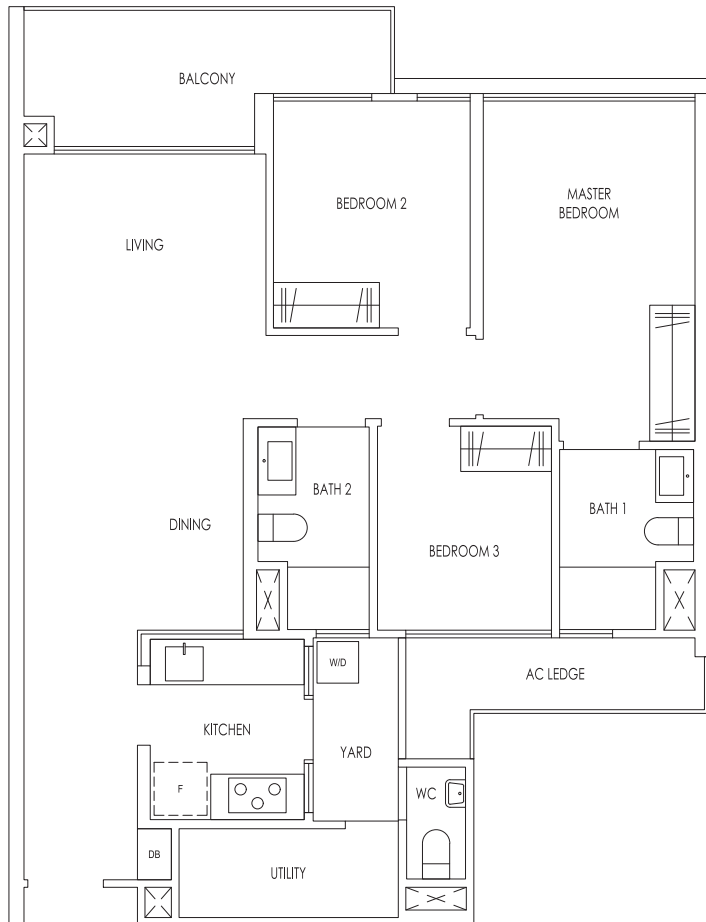 BALCONY
BEDROOM 2
MASTER
BEDROOM
LIVING
BATH 2
DINING
BEDROOM 3
BATH 1
W/D
AC LEDGE
KITCHEN
YARD
F
WC
DB
UTILITY